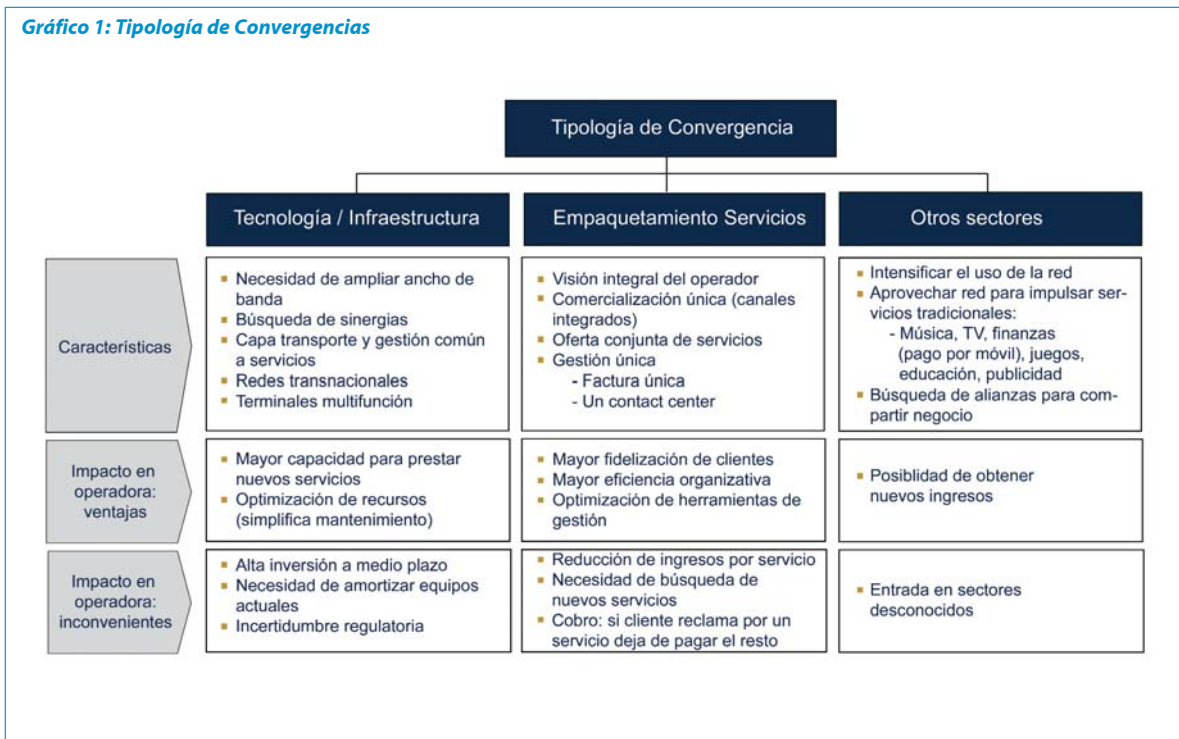 Gráfico 1: Tipología de Convergencias
Tipología de Convergencia
Tecnología / Infraestructura
Empaquetamiento Servicios
Otros sectores
Características
▪ Necesidad de ampliar ancho de
banda
▪ Búsqueda de sinergias
▪ Capa transporte y gestión común
a servicios
▪ Redes transnacionales
▪ Terminales multifunción
▪ Visión integral del operador
▪ Comercialización única (canales
integrados)
▪ Oferta conjunta de servicios
▪ Gestión única
- Factura única
- Un contact center
▪ Intensificar el uso de la red
▪ Aprovechar red para impulsar ser-
vicios tradicionales:
- Música, TV, finanzas
(pago por móvil), juegos,
educación, publicidad
▪ Búsqueda de alianzas para com-
partir negocio
Impacto en
operadora:
ventajas
▪ Mayor capacidad para prestar
nuevos servicios
▪ Optimización de recursos
(simplifica mantenimiento)
▪ Mayor fidelización de clientes
▪ Mayor eficiencia organizativa
▪ Optimización de herramientas de
gestión
▪ Posiblidad de obtener
nuevos ingresos
Impacto en
operadora:
inconvenientes
▪ Alta inversión a medio plazo
▪ Necesidad de amortizar equipos
actuales
▪ Incertidumbre regulatoria
▪ Reducción de ingresos por servicio
▪ Necesidad de búsqueda de
nuevos servicios
▪ Cobro: si cliente reclama por un
servicio deja de pagar el resto
▪ Entrada en sectores
desconocidos